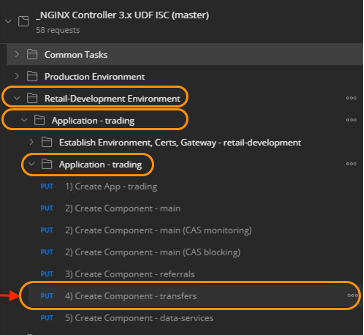 _NGINX Controller 3.x UDF ISC (master)
58 requests
Common Tasks
Production Environment
Retail-Development Environment
Application - trading
Establish Environment, Certs, Gateway - retail-development
Application - trading
PUT 1) Create App - trading
PUT 2) Create Component - main
PUT 2) Create Component - main (CAS monitoring)
PUT 2) Create Component - main (CAS blocking)
PUT 3) Create Component - referrals
PUT 4) Create Component - transfers
PUT 5) Create Component - data-services